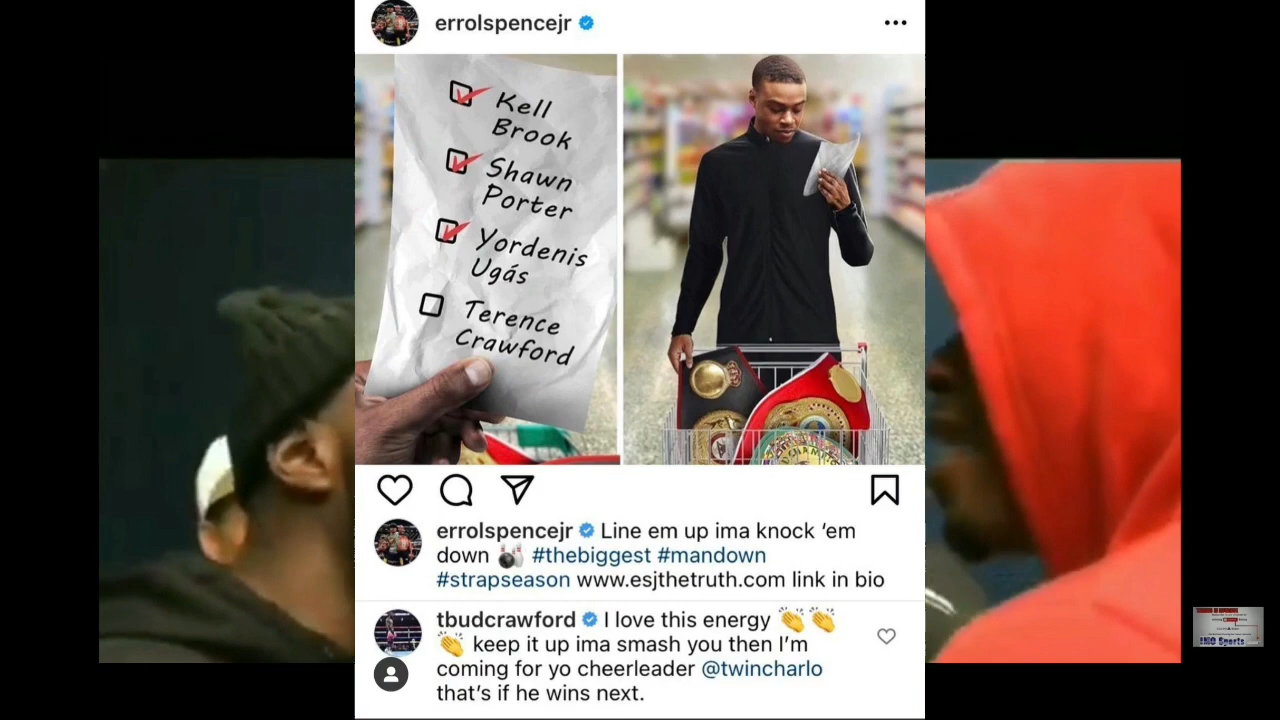 errolspencejr
Kell
Brook
Shawn
Porter
Yordenis
Ugás
Terence
Crawford
errolspencejr Line em up ima knock ‘em
down 🎳 #thebiggest #mandown
#strapseason www.esjthetruth.com link in bio
tbudcrawford I love this energy 👏👏
👏 keep it up ima smash you then I’m
coming for yo cheerleader @twincharlo
that’s if he wins next.
JMC Sports